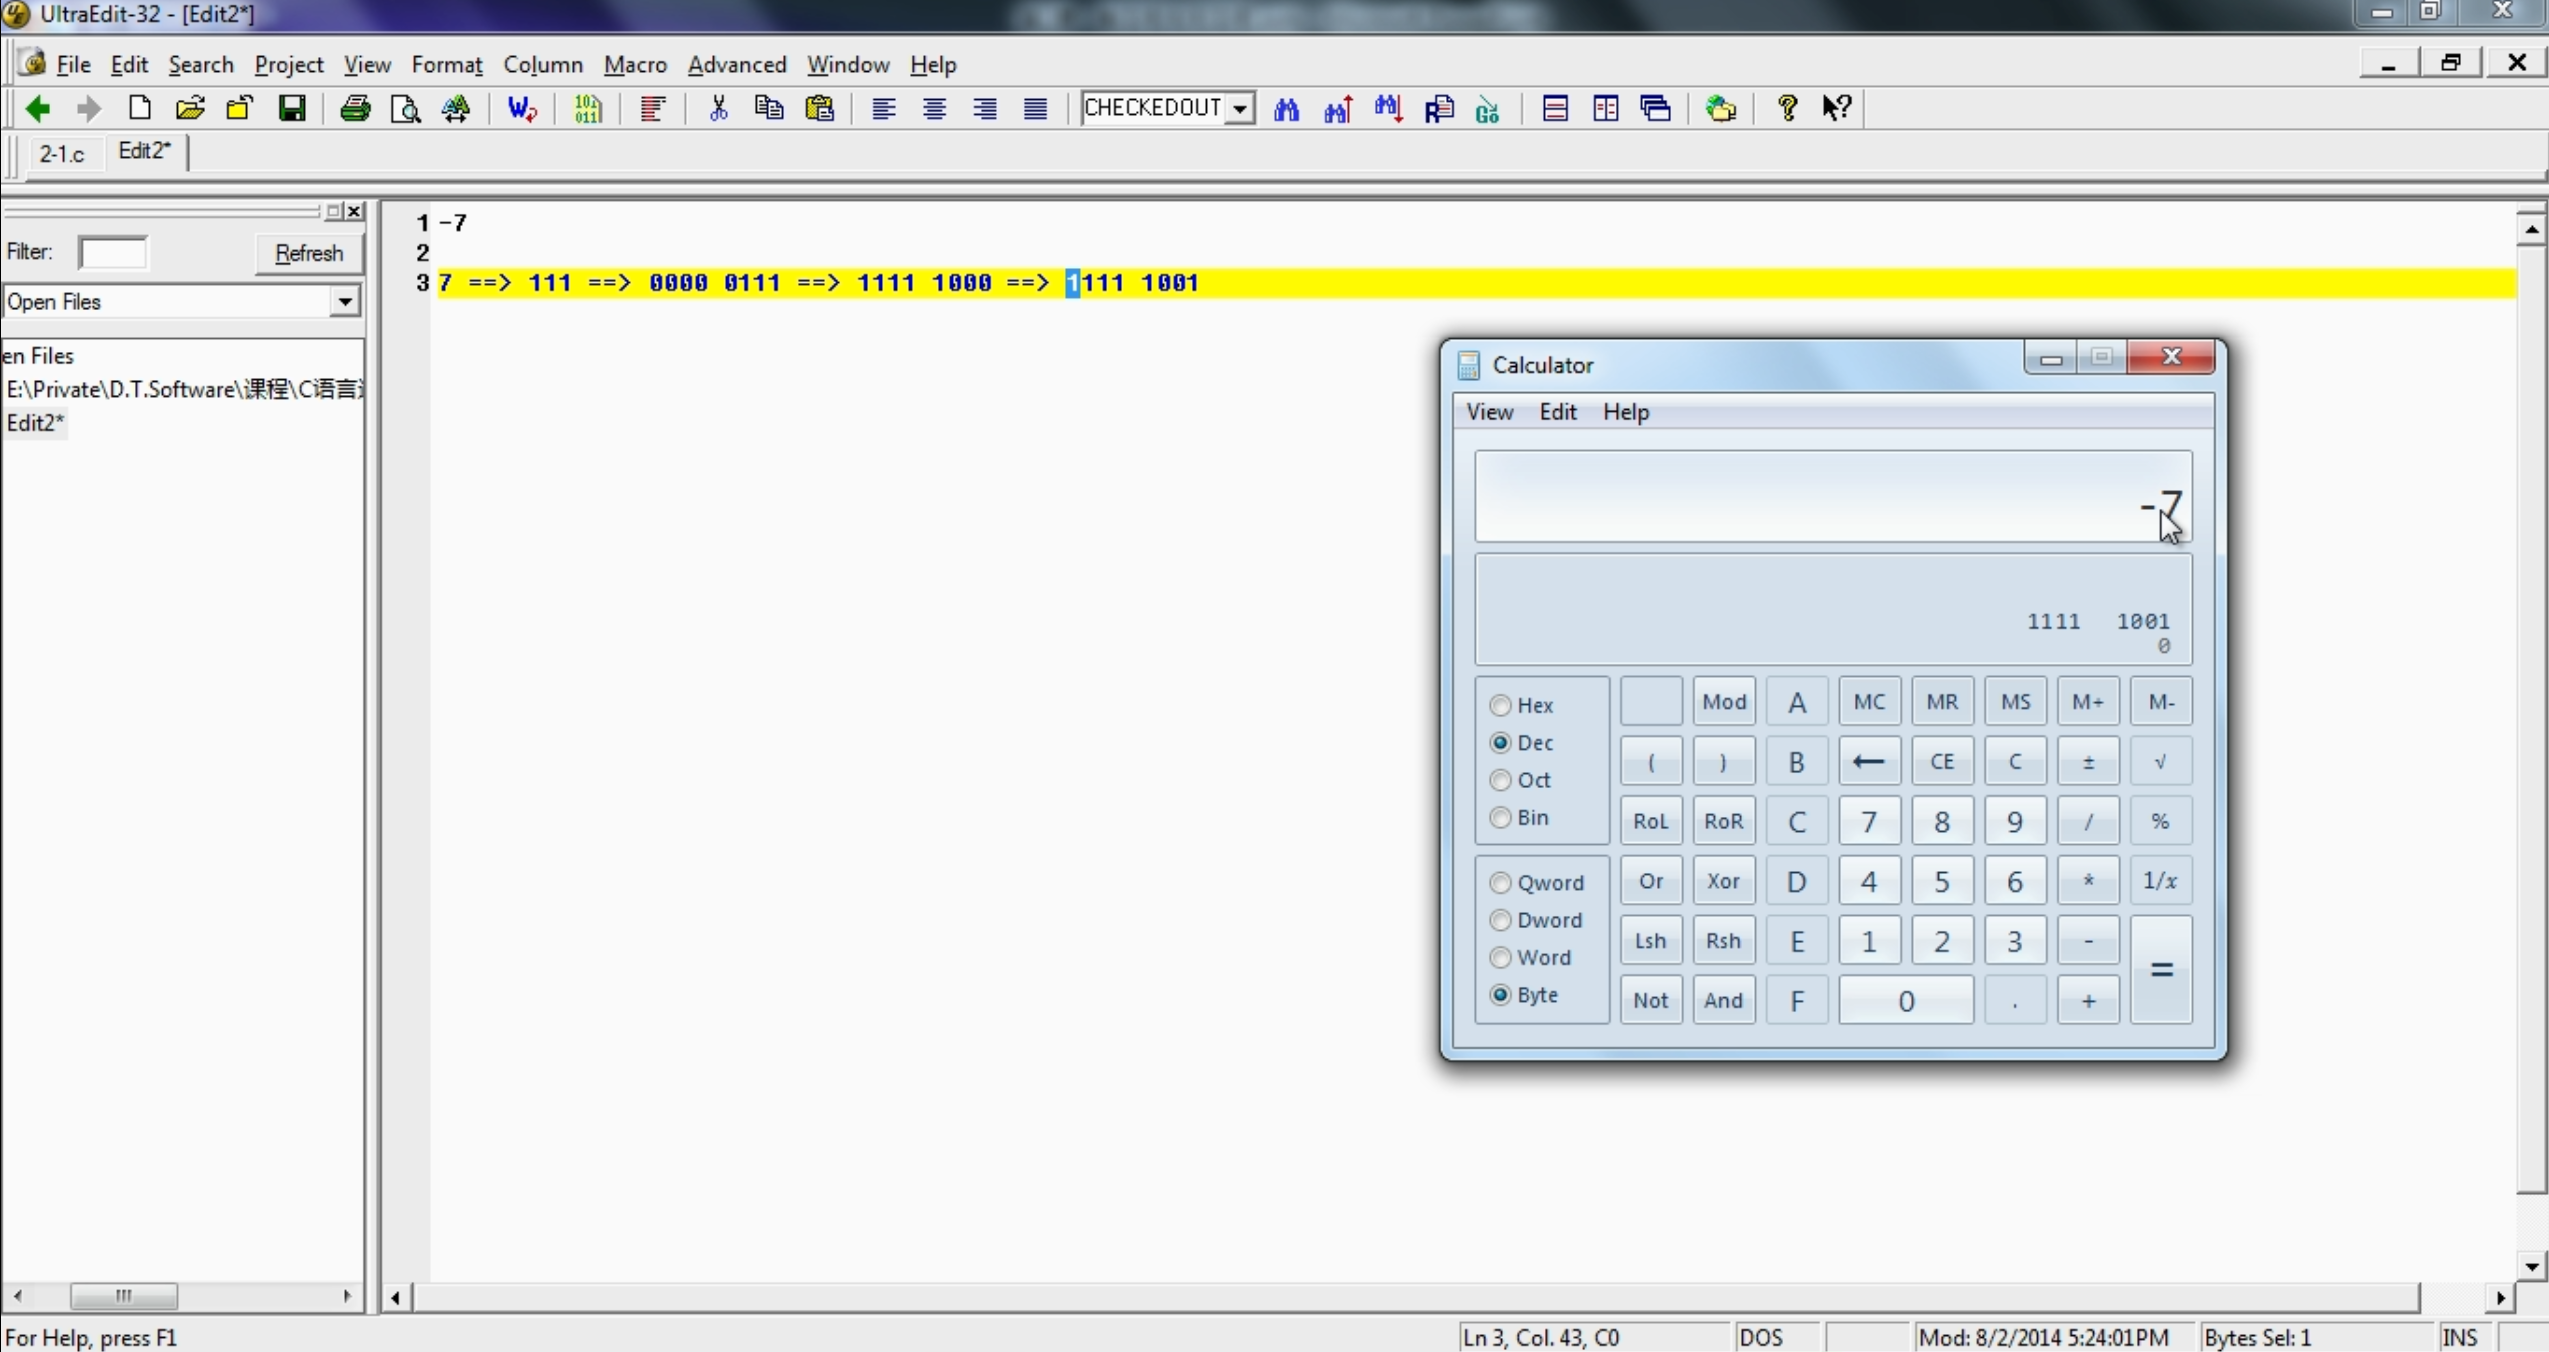 UltraEdit-32 - [Edit2*]
File Edit Search Project View Format Column Macro Advanced Window Help
CHECKEDOUT
2-1.c Edit2*
Filter: Refresh
Open Files
en Files
E:\Private\D.T.Software\课程\C语言
Edit2*
1 -7
2
3 7 ==> 111 ==> 0000 0111 ==> 1111 1000 ==> 1111 1001
Calculator
View Edit Help
-7
1111 1001
0
Hex
Dec
Oct
Bin
Qword
Dword
Word
Byte
Mod A MC MR MS M+ M-
( ) B ← CE C ± √
RoL RoR C 7 8 9 / %
Or Xor D 4 5 6 * 1/x
Lsh Rsh E 1 2 3 - =
Not And F 0 . +
For Help, press F1 Ln 3, Col. 43, C0 DOS Mod: 8/2/2014 5:24:01PM Bytes Sel: 1 INS